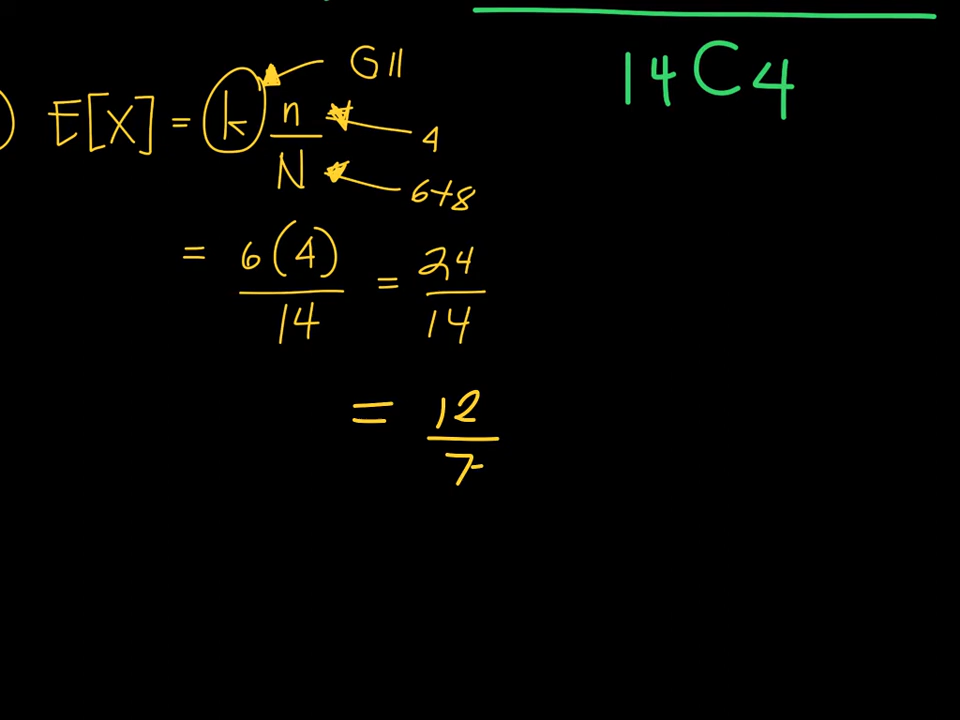 14C4
G11
) E[X] = k n/N
4
6+8
= 6(4)/14 = 24/14
= 12/7